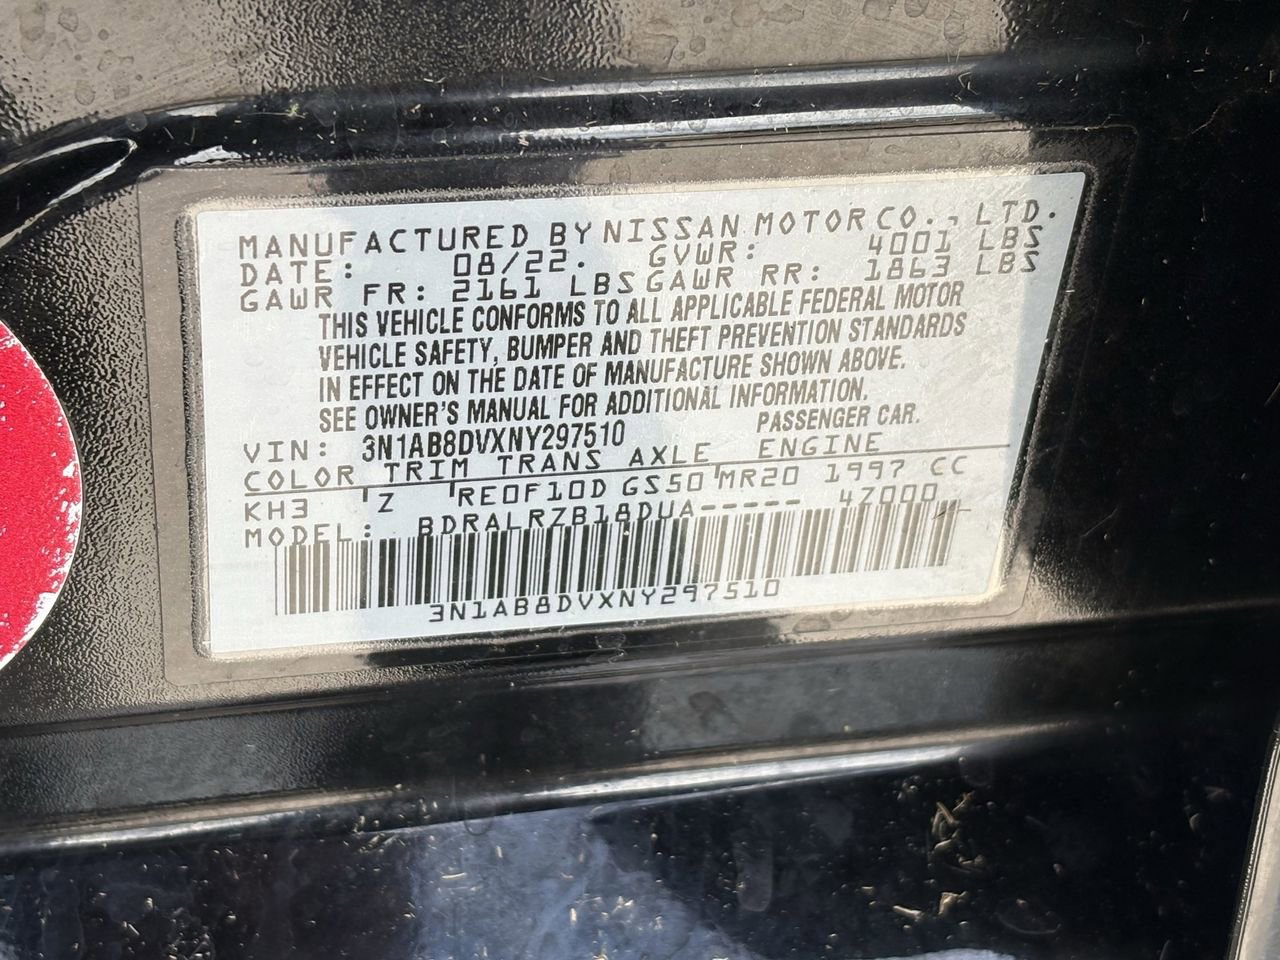 MANUFACTURED BY NISSAN MOTOR CO., LTD.
DATE: 08/22. GVWR: 4001 LBS
GAWR FR: 2161 LBS GAWR RR: 1863 LBS
THIS VEHICLE CONFORMS TO ALL APPLICABLE FEDERAL MOTOR
VEHICLE SAFETY, BUMPER AND THEFT PREVENTION STANDARDS
IN EFFECT ON THE DATE OF MANUFACTURE SHOWN ABOVE.
SEE OWNER'S MANUAL FOR ADDITIONAL INFORMATION.
VIN: 3N1AB8DVXNY297510 PASSENGER CAR.
COLOR TRIM TRANS AXLE ENGINE
KH3 Z RE0F10D GS50 MR20 1997 CC
MODEL: BDRALRZB18DUA----- 47000
3N1AB8DVXNY297510